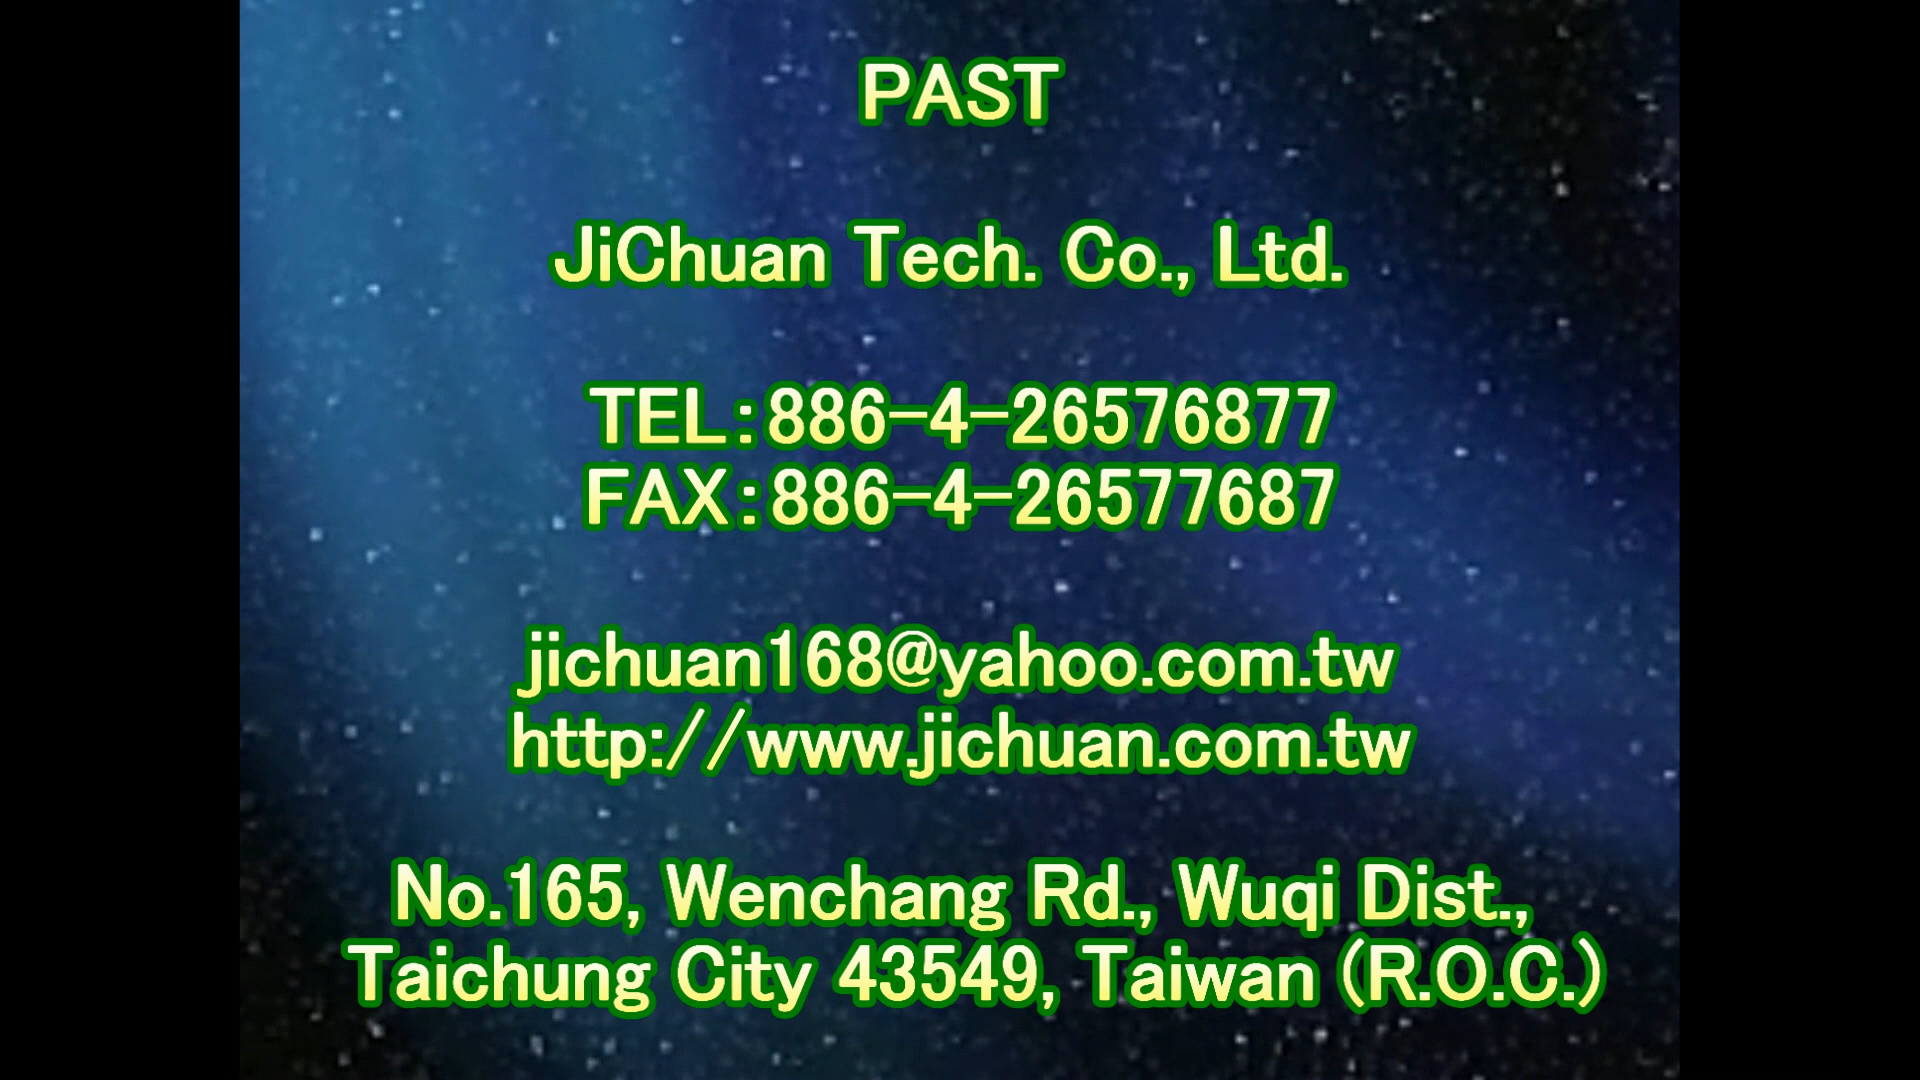 PAST
JiChuan Tech. Co., Ltd.
TEL:886-4-26576877
FAX:886-4-26577687
jichuan168@yahoo.com.tw
http://www.jichuan.com.tw
No.165, Wenchang Rd., Wuqi Dist.,
Taichung City 43549, Taiwan (R.O.C.)